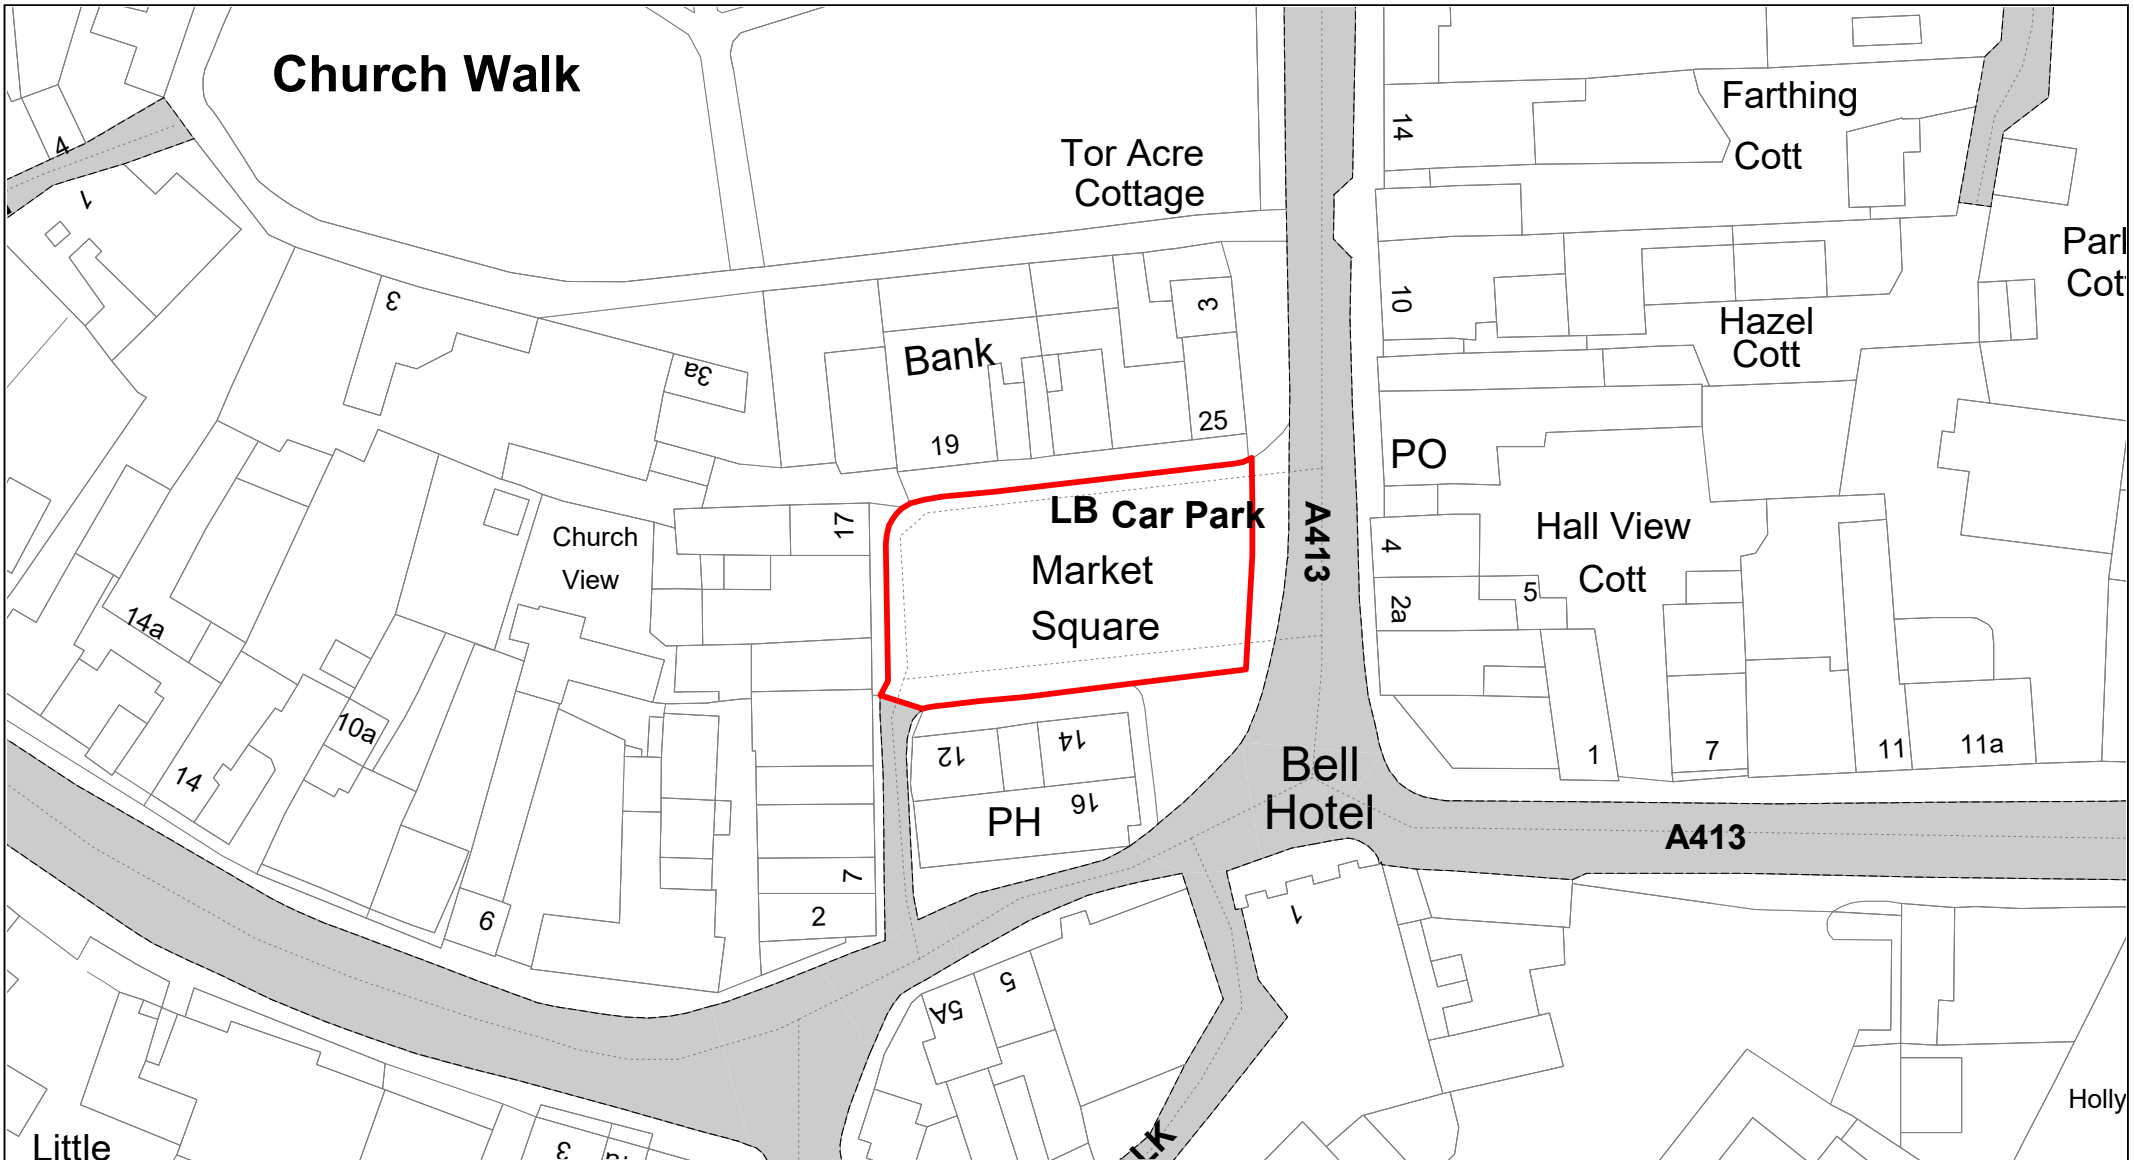 Church Walk
Farthing
Cott
4
14
Tor Acre
Cottage
1
3
3
10
Hazel
Cott
Bank
3a
25
19
PO
17
LB Car Park
A413
Church
View
Market
Square
Hall View
Cott
4
5
2a
14a
10a
14
12
14
16
PH
Bell
Hotel
1
7
11
11a
A413
7
2
6
1
5
5A
Holly
Little
3